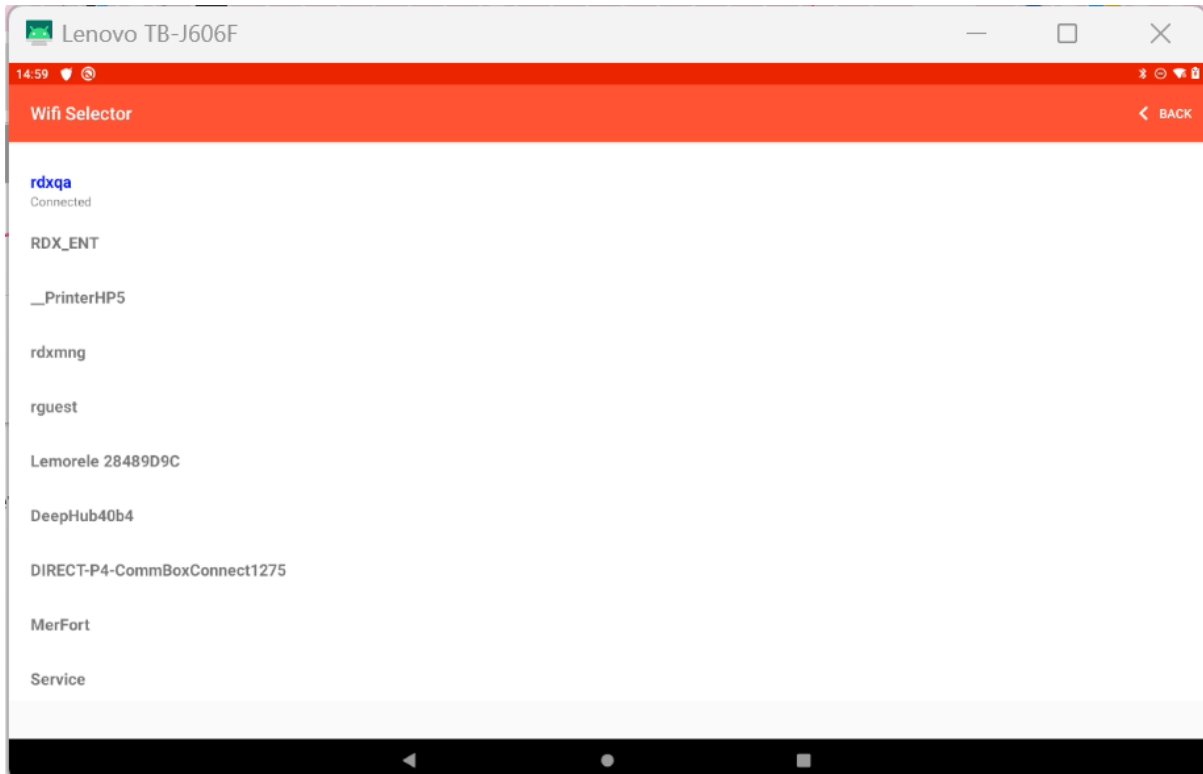 Lenovo TB-J606F
14:59
Wifi Selector
BACK
rdxqa
Connected
RDX_ENT
__PrinterHP5
rdxmng
rguest
Lemorele 28489D9C
DeepHub40b4
DIRECT-P4-CommBoxConnect1275
MerFort
Service